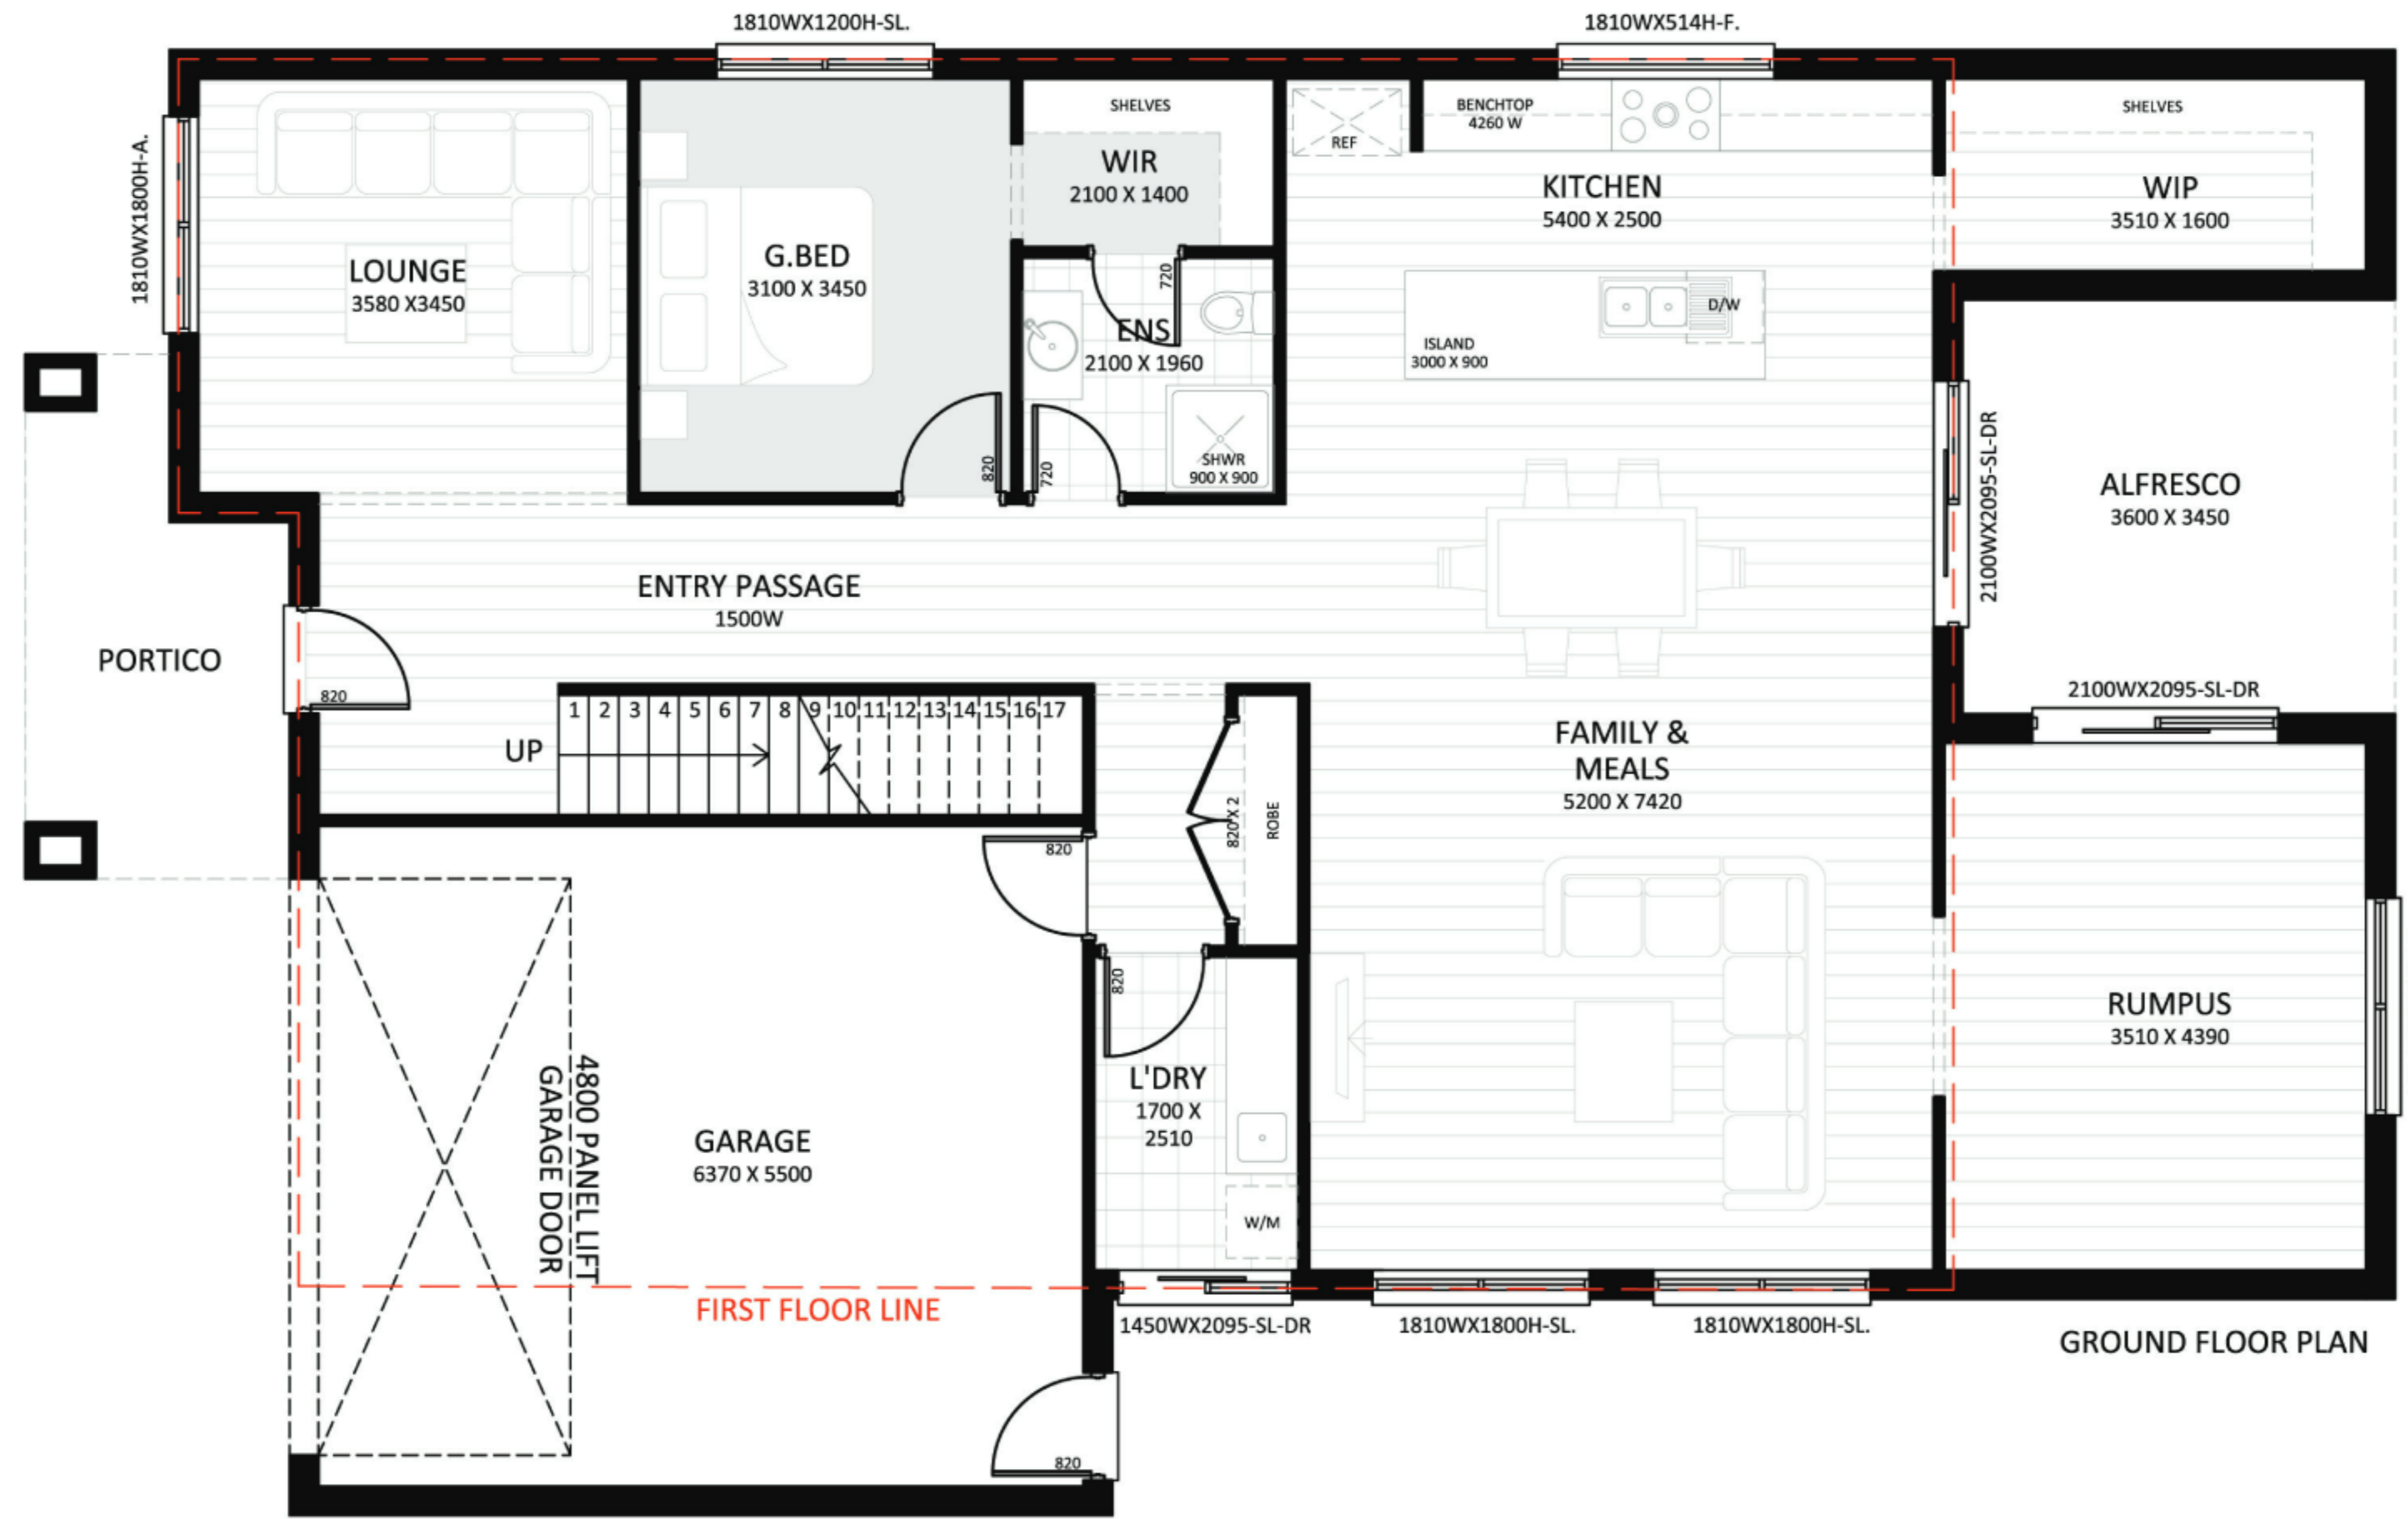 1810WX1200H-SL.
1810WX514H-F.
1810WX1800H-A.
SHELVES
WIR
2100 X 1400
REF
BENCHTOP
4260 W
KITCHEN
5400 X 2500
SHELVES
WIP
3510 X 1600
LOUNGE
3580 X3450
G.BED
3100 X 3450
720
ENS
2100 X 1960
D/W
ISLAND
3000 X 900
820
720
SHWR
900 X 900
2100WX2095-SL-DR
ALFRESCO
3600 X 3450
ENTRY PASSAGE
1500W
PORTICO
820
2100WX2095-SL-DR
UP
1 2 3 4 5 6 7 8 9 10 11 12 13 14 15 16 17
FAMILY &
MEALS
5200 X 7420
820 X 2
ROBE
820
820
RUMPUS
3510 X 4390
4800 PANEL LIFT
GARAGE DOOR
L'DRY
1700 X
2510
GARAGE
6370 X 5500
W/M
FIRST FLOOR LINE
1450WX2095-SL-DR
1810WX1800H-SL.
1810WX1800H-SL.
GROUND FLOOR PLAN
820